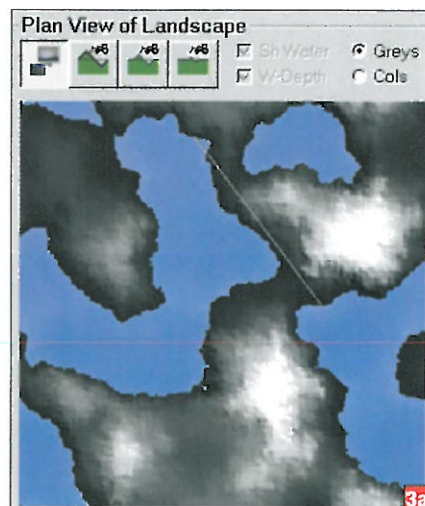 Plan View of Landscape
Sh Water
Greys
W-Depth
Cols
3a